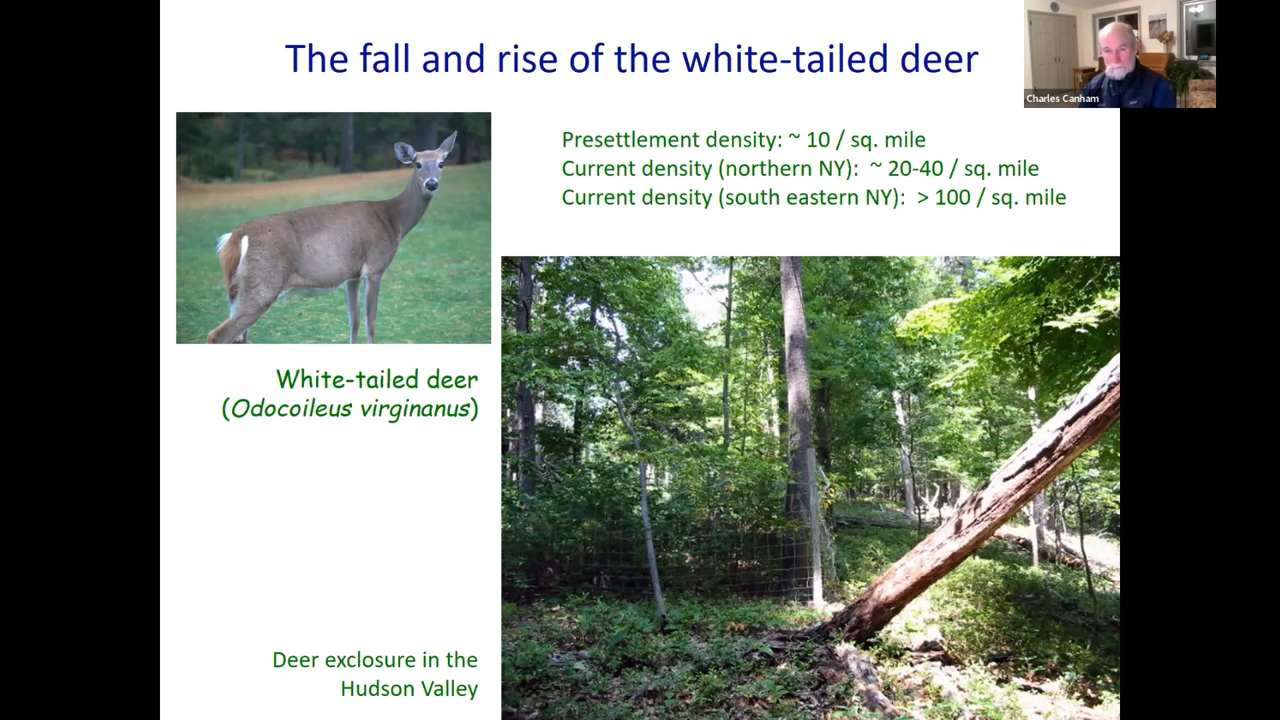 The fall and rise of the white-tailed deer
Charles Canham
Presettlement density: ~ 10 / sq. mile
Current density (northern NY): ~ 20-40 / sq. mile
Current density (south eastern NY): > 100 / sq. mile
White-tailed deer
(Odocoileus virginanus)
Deer exclosure in the
Hudson Valley